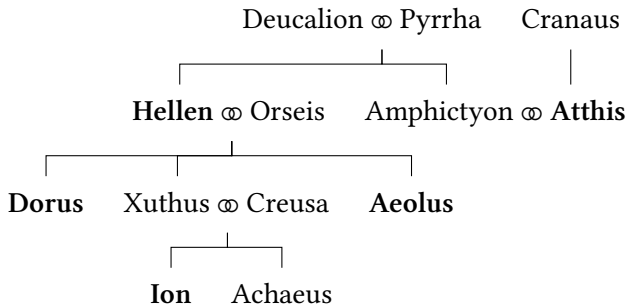 Deucalion ⚭ Pyrrha Cranaus
Hellen ⚭ Orseis Amphictyon ⚭ Atthis
Dorus Xuthus ⚭ Creusa Aeolus
Ion Achaeus